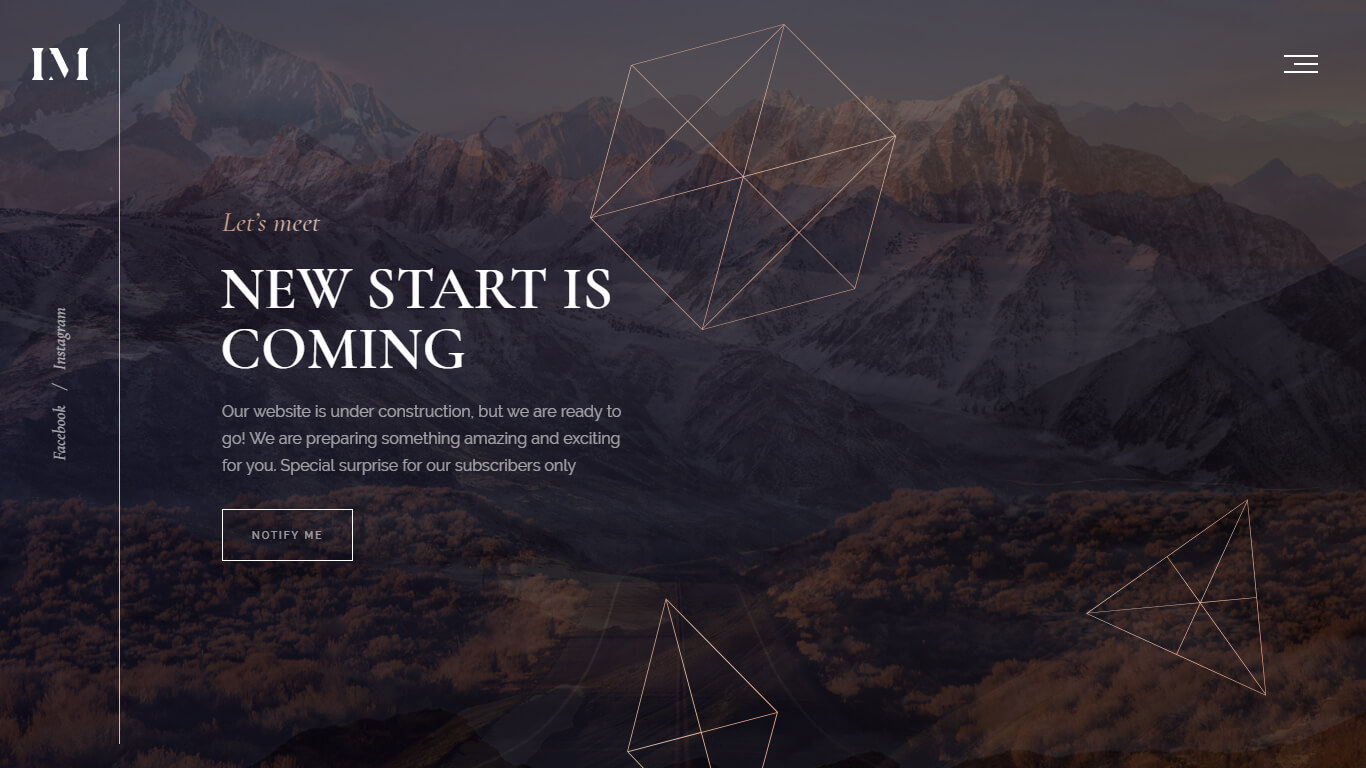 IM
Let's meet
NEW START IS
COMING
Our website is under construction, but we are ready to
go! We are preparing something amazing and exciting
for you. Special surprise for our subscribers only
NOTIFY ME
Facebook / Instagram